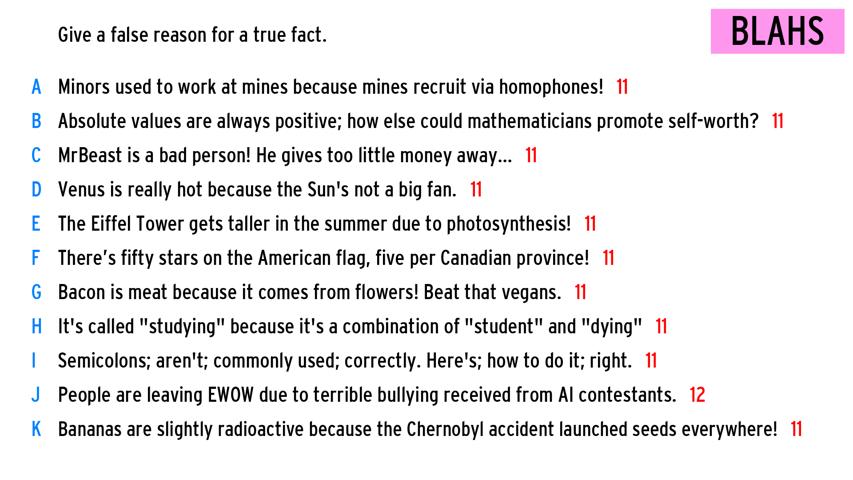 Give a false reason for a true fact.
BLAHS
A Minors used to work at mines because mines recruit via homophones! 11
B Absolute values are always positive; how else could mathematicians promote self-worth? 11
C MrBeast is a bad person! He gives too little money away... 11
D Venus is really hot because the Sun's not a big fan. 11
E The Eiffel Tower gets taller in the summer due to photosynthesis! 11
F There’s fifty stars on the American flag, five per Canadian province! 11
G Bacon is meat because it comes from flowers! Beat that vegans. 11
H It's called "studying" because it's a combination of "student" and "dying" 11
I Semicolons; aren't; commonly used; correctly. Here's; how to do it; right. 11
J People are leaving EWOW due to terrible bullying received from AI contestants. 12
K Bananas are slightly radioactive because the Chernobyl accident launched seeds everywhere! 11